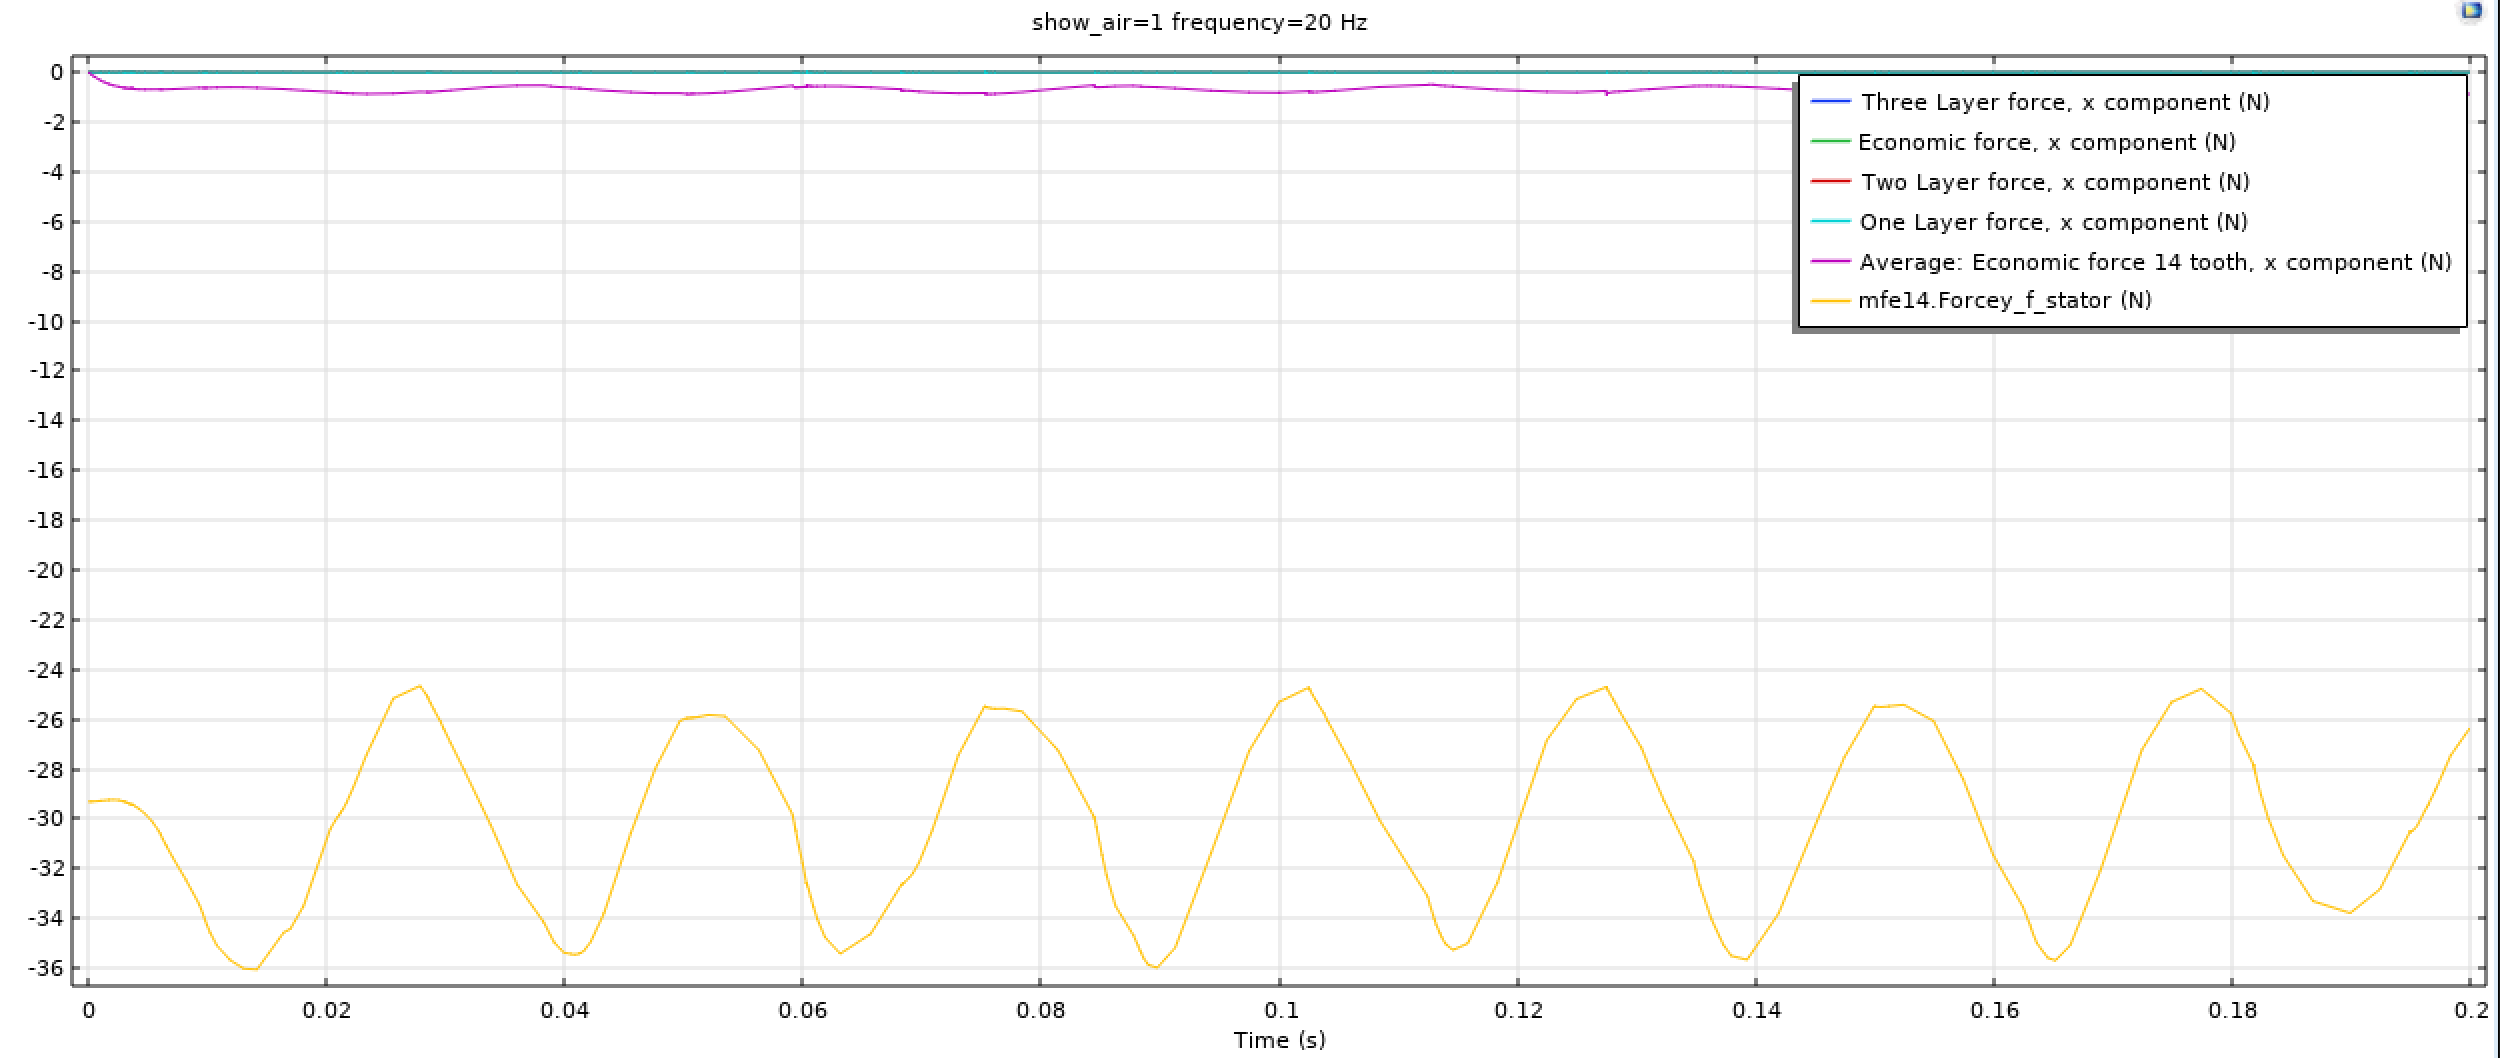 show_air=1 frequency=20 Hz
0
-2
-4
-6
-8
-10
-12
-14
-16
-18
-20
-22
-24
-26
-28
-30
-32
-34
-36
Three Layer force, x component (N)
Economic force, x component (N)
Two Layer force, x component (N)
One Layer force, x component (N)
Average: Economic force 14 tooth, x component (N)
mfe14.Forcey_f_stator (N)
0 0.02 0.04 0.06 0.08 0.1 0.12 0.14 0.16 0.18 0.2
Time (s)